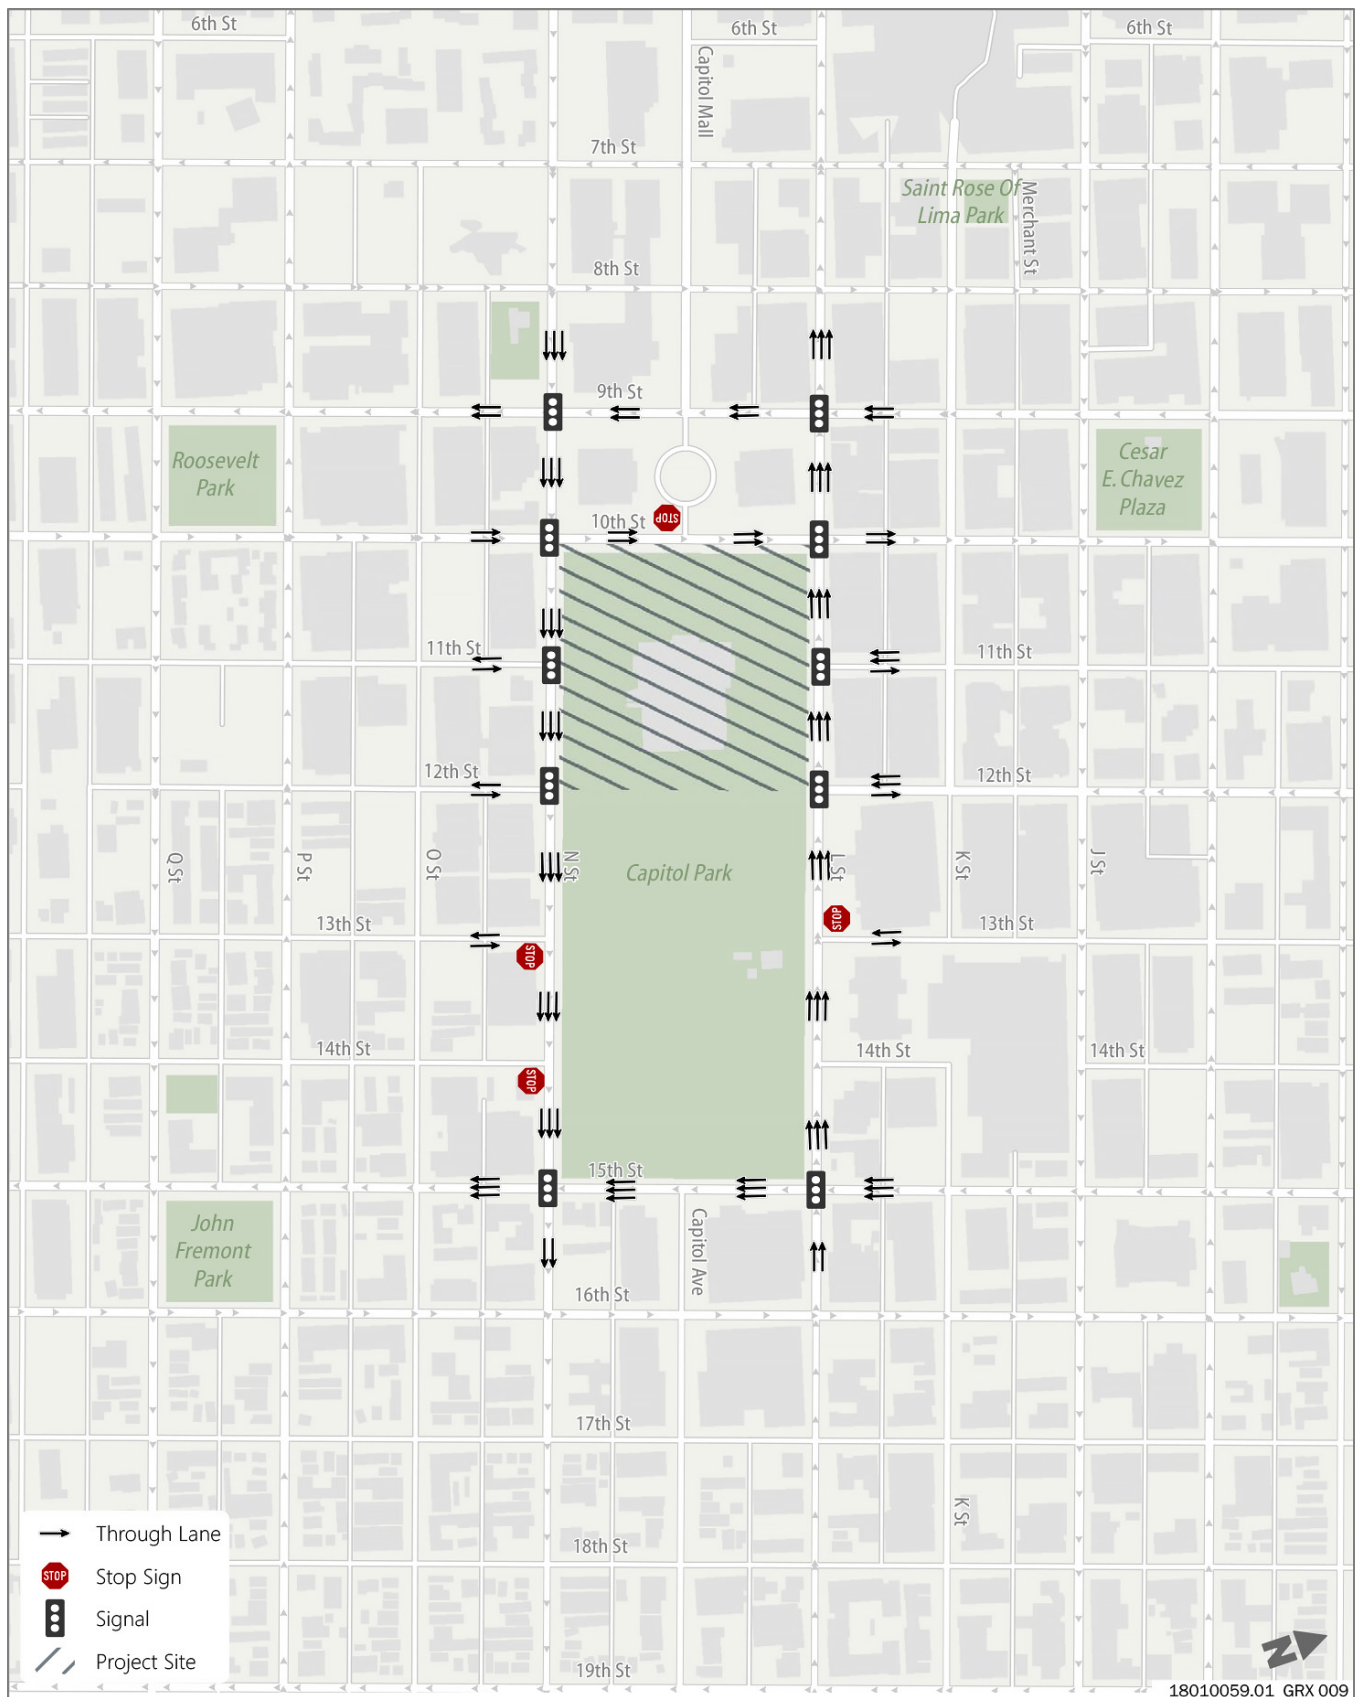 6th St
6th St
6th St
Capitol Mall
7th St
Saint Rose Of
Lima Park
Merchant St
8th St
9th St
Roosevelt
Park
Cesar
E. Chavez
Plaza
STOP
10th St
11th St
11th St
12th St
12th St
Q St
P St
O St
N St
Capitol Park
L St
K St
J St
13th St
STOP
13th St
STOP
14th St
14th St
14th St
STOP
15th St
John
Fremont
Park
Capitol Ave
16th St
17th St
K St
18th St
19th St
Through Lane
STOP
Stop Sign
Signal
Project Site
N
18010059.01 GRX 009